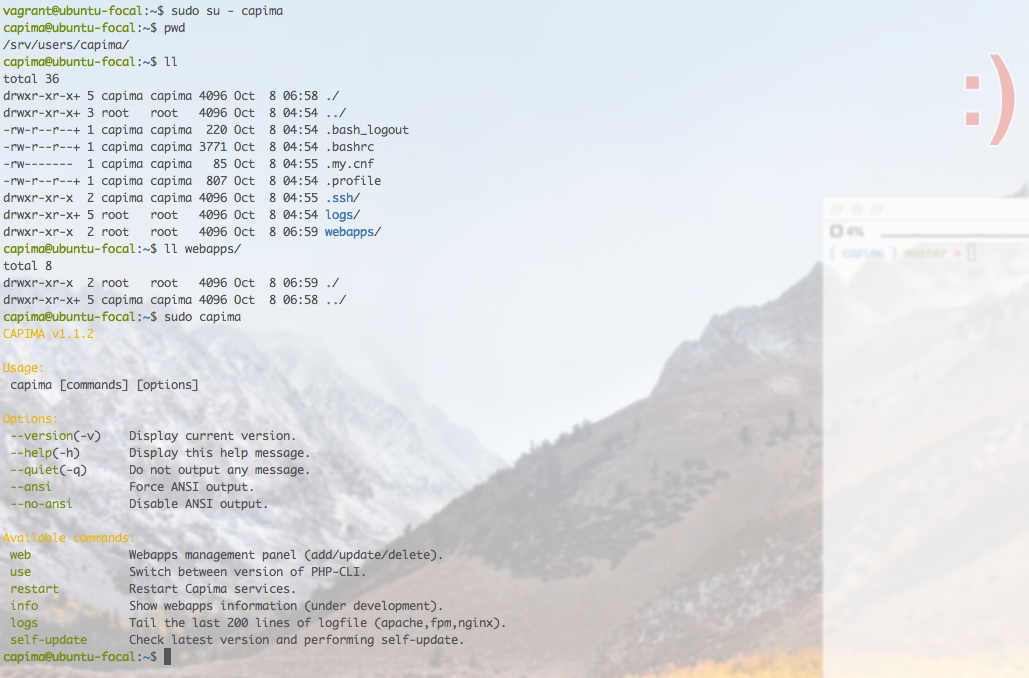 vagrant@ubuntu-focal:~$ sudo su - capima
capima@ubuntu-focal:~$ pwd
/srv/users/capima/
capima@ubuntu-focal:~$ ll
total 36
drwxr-xr-x+ 5 capima capima 4096 Oct  8 06:58 ./
drwxr-xr-x+ 3 root   root   4096 Oct  8 04:54 ../
-rw-r--r--+ 1 capima capima  220 Oct  8 04:54 .bash_logout
-rw-r--r--+ 1 capima capima 3771 Oct  8 04:54 .bashrc
-rw-------  1 capima capima   85 Oct  8 04:55 .my.cnf
-rw-r--r--+ 1 capima capima  807 Oct  8 04:54 .profile
drwxr-xr-x  2 capima capima 4096 Oct  8 04:55 .ssh/
drwxr-xr-x+ 5 root   root   4096 Oct  8 04:54 logs/
drwxr-xr-x  2 root   root   4096 Oct  8 06:59 webapps/
capima@ubuntu-focal:~$ ll webapps/
total 8
drwxr-xr-x  2 root   root   4096 Oct  8 06:59 ./
drwxr-xr-x+ 5 capima capima 4096 Oct  8 06:58 ../
capima@ubuntu-focal:~$ sudo capima
CAPIMA v1.1.2
Usage:
 capima [commands] [options]
Options:
 --version(-v)    Display current version.
 --help(-h)       Display this help message.
 --quiet(-q)      Do not output any message.
 --ansi           Force ANSI output.
 --no-ansi        Disable ANSI output.
Available commands:
 web              Webapps management panel (add/update/delete).
 use              Switch between version of PHP-CLI.
 restart          Restart Capima services.
 info             Show webapps information (under development).
 logs             Tail the last 200 lines of logfile (apache,fpm,nginx).
 self-update      Check latest version and performing self-update.
capima@ubuntu-focal:~$
:)
4%
{ capima } master